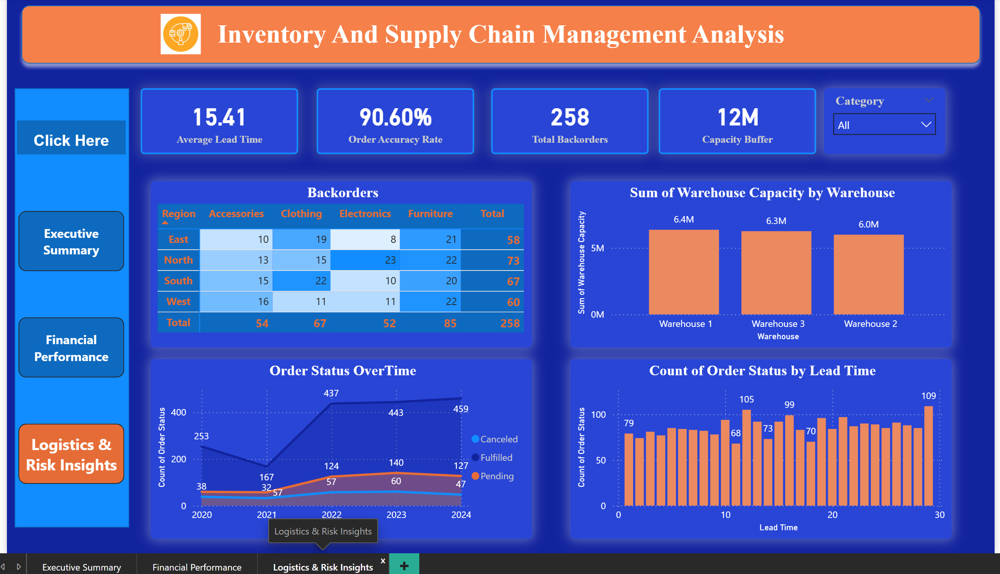 Inventory And Supply Chain Management Analysis
Click Here
Executive
Summary
Financial
Performance
Logistics &
Risk Insights
15.41
Average Lead Time
90.60%
Order Accuracy Rate
258
Total Backorders
12M
Capacity Buffer
Category
All
Backorders
Region Accessories Clothing Electronics Furniture Total
East 10 19 8 21 58
North 13 15 23 22 73
South 15 22 10 20 67
West 16 11 11 22 60
Total 54 67 52 85 258
Sum of Warehouse Capacity by Warehouse
Sum of Warehouse Capacity
5M
0M
6.4M 6.3M 6.0M
Warehouse 1 Warehouse 3 Warehouse 2
Warehouse
Order Status OverTime
Count of Order Status
400
200
0
253 167 437 443 459
124 140 127
38 32 57 57 60 47
2020 2021 2022 2023 2024
Canceled
Fulfilled
Pending
Count of Order Status by Lead Time
Count of Order Status
100
50
0
79 68 105 73 99 70 109
0 10 20 30
Lead Time
Logistics & Risk Insights
Executive Summary Financial Performance Logistics & Risk Insights x +